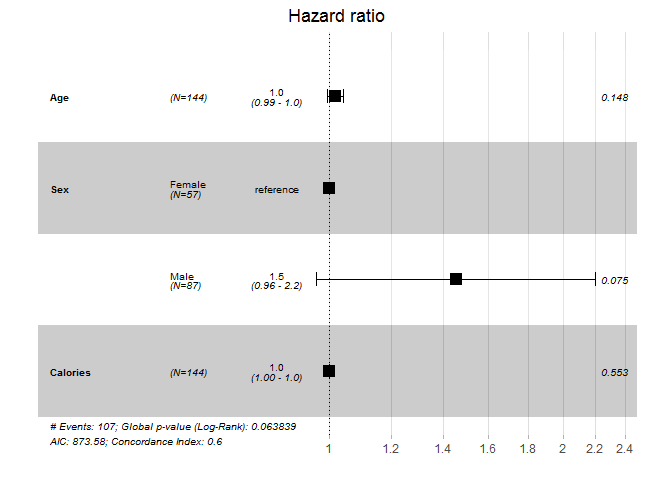 Hazard ratio
Age (N=144) 1.0 0.148
(0.99 - 1.0)
Sex Female reference
(N=57)
Male 1.5 0.075
(N=87) (0.96 - 2.2)
Calories (N=144) 1.0 0.553
(1.00 - 1.0)
# Events: 107; Global p-value (Log-Rank): 0.063839
AIC: 873.58; Concordance Index: 0.6
1 1.2 1.4 1.6 1.8 2 2.2 2.4